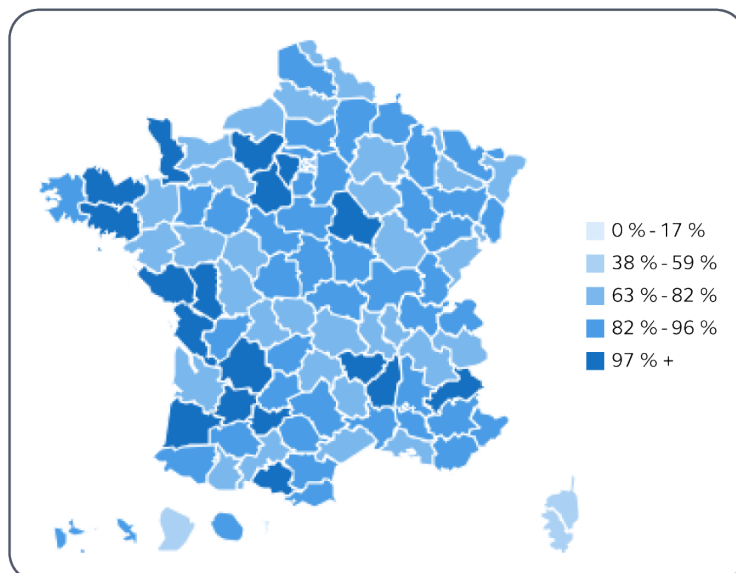 0 % - 17 %
38 % - 59 %
63 % - 82 %
82 % - 96 %
97 % +